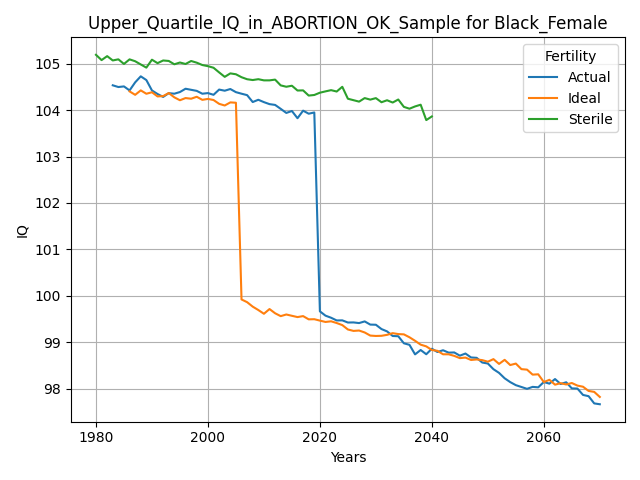 Upper_Quartile_IQ_in_ABORTION_OK_Sample for Black_Female
Fertility
Actual
Ideal
Sterile
IQ
105
104
103
102
101
100
99
98
1980
2000
2020
2040
2060
Years